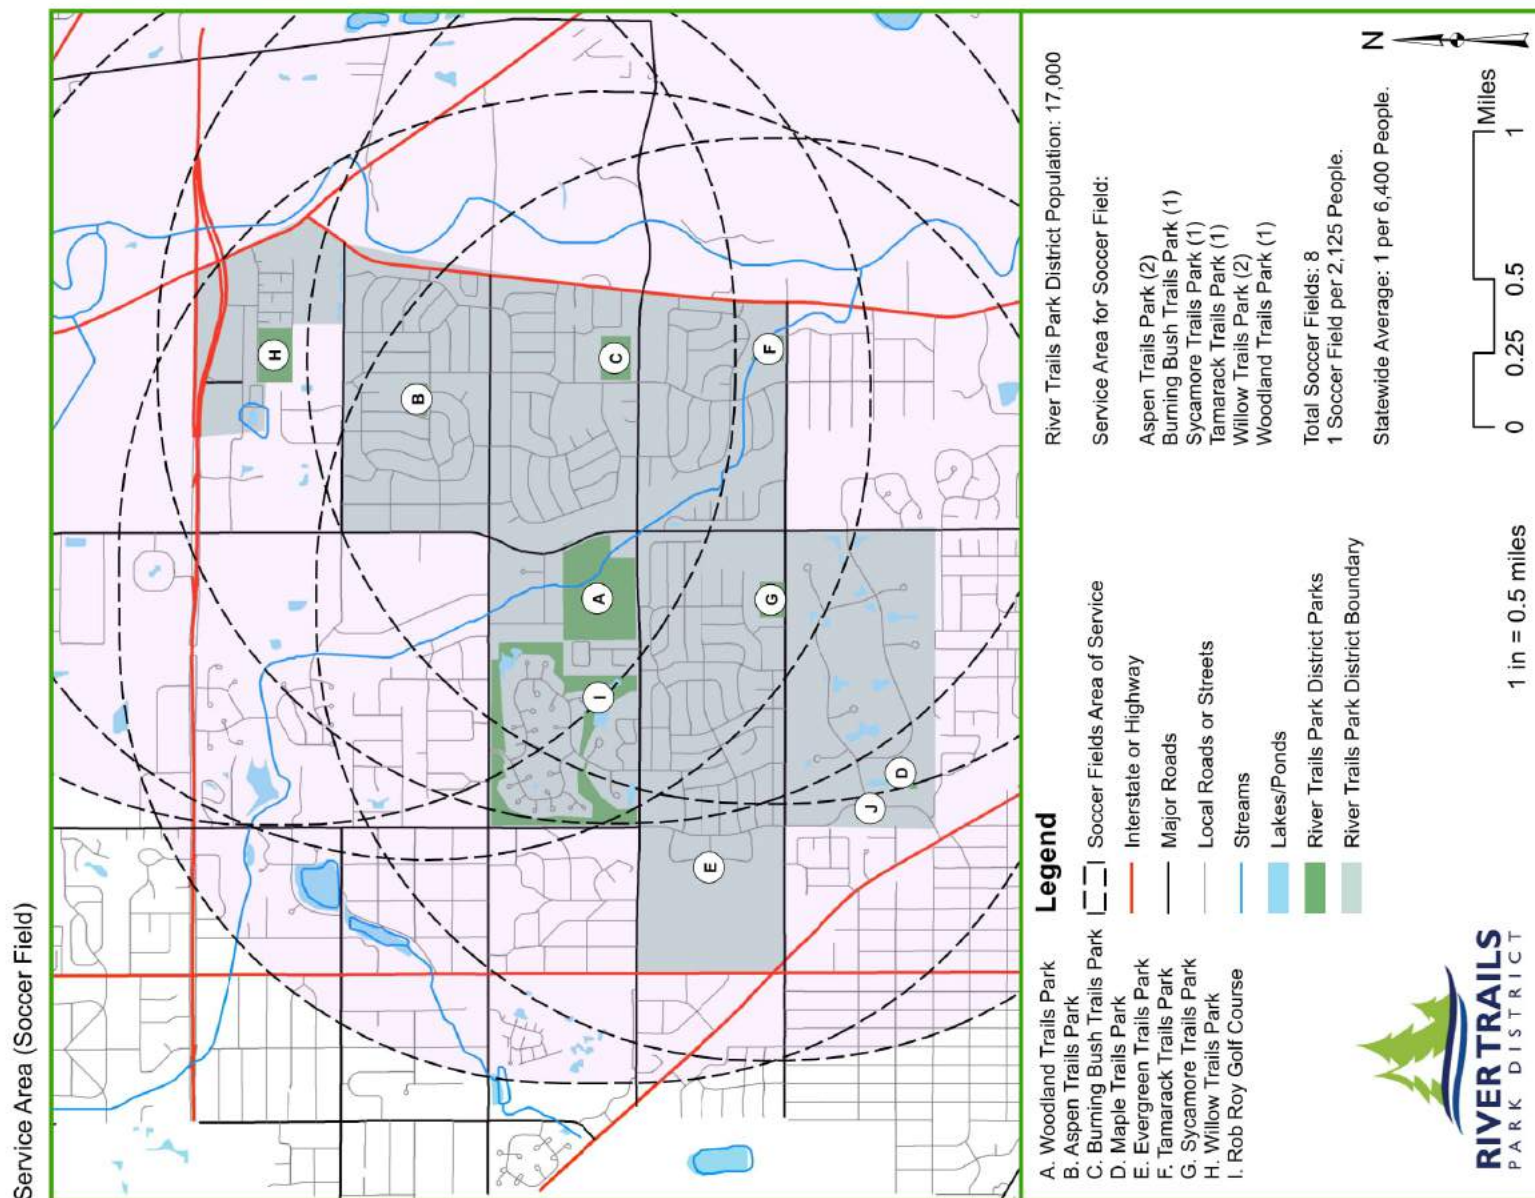 Service Area (Soccer Field)
H
B
C
F
A
G
I
D
J
E
A. Woodland Trails Park
B. Aspen Trails Park
C. Burning Bush Trails Park
D. Maple Trails Park
E. Evergreen Trails Park
F. Tamarack Trails Park
G. Sycamore Trails Park
H. Willow Trails Park
I. Rob Roy Golf Course
Legend
Soccer Fields Area of Service
Interstate or Highway
Major Roads
Local Roads or Streets
Streams
Lakes/Ponds
River Trails Park District Parks
River Trails Park District Boundary
River Trails Park District Population: 17,000
Service Area for Soccer Field:
Aspen Trails Park (2)
Burning Bush Trails Park (1)
Sycamore Trails Park (1)
Tamarack Trails Park (1)
Willow Trails Park (2)
Woodland Trails Park (1)
Total Soccer Fields: 8
1 Soccer Field per 2,125 People.
Statewide Average: 1 per 6,400 People.
N
Miles
0 0.25 0.5 1
1 in = 0.5 miles
RIVER TRAILS
PARK DISTRICT